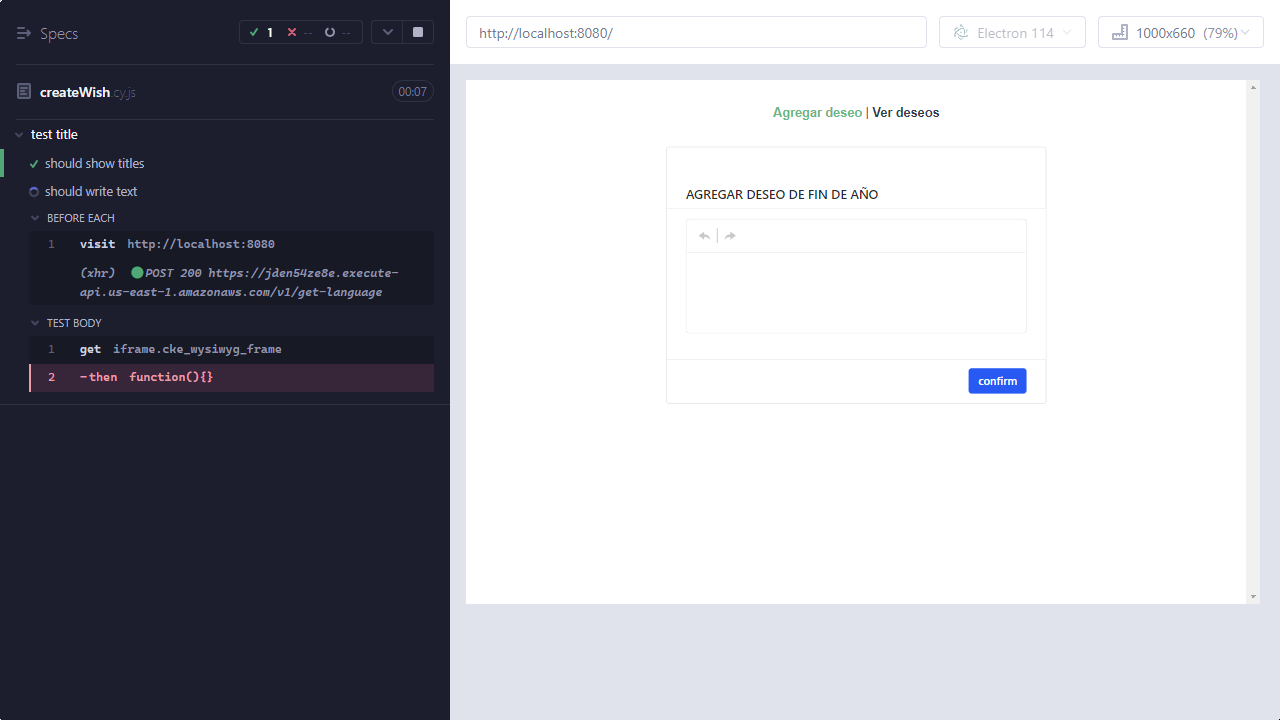 Specs
1
--
--
createWish.cy.js
00:07
test title
should show titles
should write text
BEFORE EACH
1 visit http://localhost:8080
(xhr) POST 200 https://jden54ze8e.execute-
api.us-east-1.amazonaws.com/v1/get-language
TEST BODY
1 get iframe.cke_wysiwyg_frame
2 -then function(){}
http://localhost:8080/
Electron 114
1000x660 (79%)
Agregar deseo | Ver deseos
AGREGAR DESEO DE FIN DE AÑO
confirm